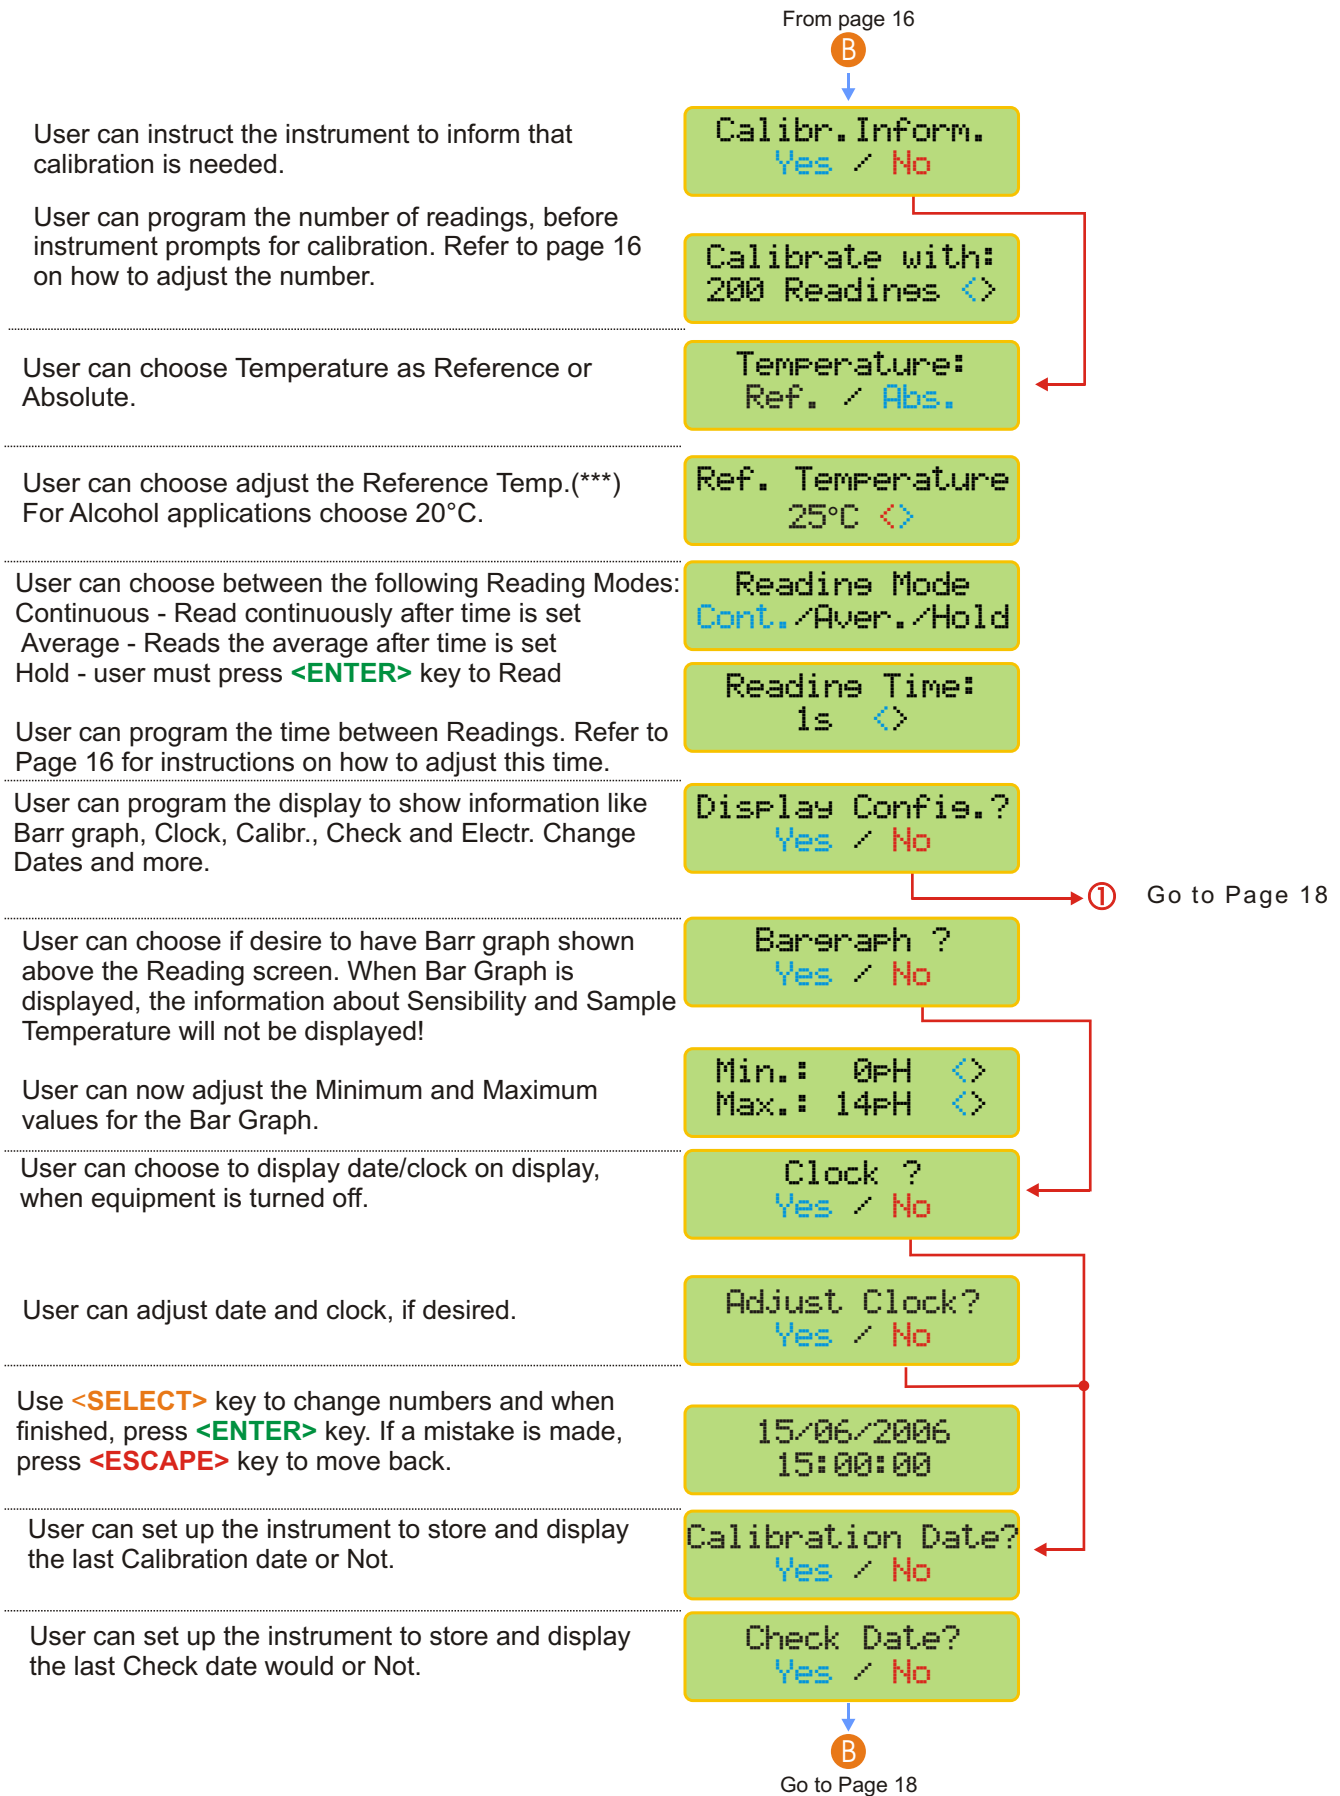 From page 16
B
User can instruct the instrument to inform that
calibration is needed.
Calibr.Inform.
Yes / No
User can program the number of readings, before
instrument prompts for calibration. Refer to page 16
on how to adjust the number.
Calibrate with:
200 Readings <>
User can choose Temperature as Reference or
Absolute.
Temperature:
Ref. / Abs.
User can choose adjust the Reference Temp.(***)
For Alcohol applications choose 20°C.
Ref. Temperature
25°C <>
User can choose between the following Reading Modes:
Continuous - Read continuously after time is set
Average - Reads the average after time is set
Hold - user must press <ENTER> key to Read
Reading Mode
Cont./Aver./Hold
User can program the time between Readings. Refer to
Page 16 for instructions on how to adjust this time.
Reading Time:
1s <>
User can program the display to show information like
Barr graph, Clock, Calibr., Check and Electr. Change
Dates and more.
Display Config.?
Yes / No
1 Go to Page 18
User can choose if desire to have Barr graph shown
above the Reading screen. When Bar Graph is
displayed, the information about Sensibility and Sample
Temperature will not be displayed!
Bargraph ?
Yes / No
User can now adjust the Minimum and Maximum
values for the Bar Graph.
Min.: 0pH <>
Max.: 14pH <>
User can choose to display date/clock on display,
when equipment is turned off.
Clock ?
Yes / No
User can adjust date and clock, if desired.
Adjust Clock?
Yes / No
Use <SELECT> key to change numbers and when
finished, press <ENTER> key. If a mistake is made,
press <ESCAPE> key to move back.
15/06/2006
15:00:00
User can set up the instrument to store and display
the last Calibration date or Not.
Calibration Date?
Yes / No
User can set up the instrument to store and display
the last Check date would or Not.
Check Date?
Yes / No
B
Go to Page 18